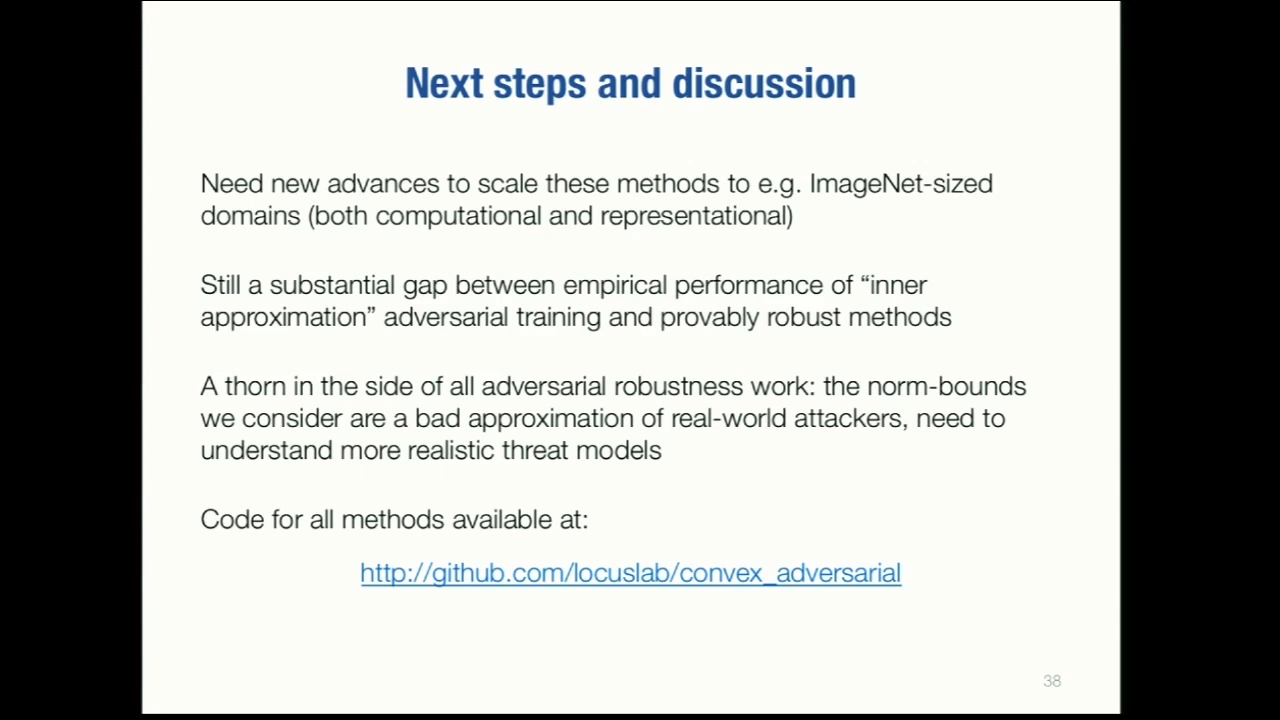 Next steps and discussion
Need new advances to scale these methods to e.g. ImageNet-sized
domains (both computational and representational)
Still a substantial gap between empirical performance of “inner
approximation” adversarial training and provably robust methods
A thorn in the side of all adversarial robustness work: the norm-bounds
we consider are a bad approximation of real-world attackers, need to
understand more realistic threat models
Code for all methods available at:
http://github.com/locuslab/convex_adversarial
38